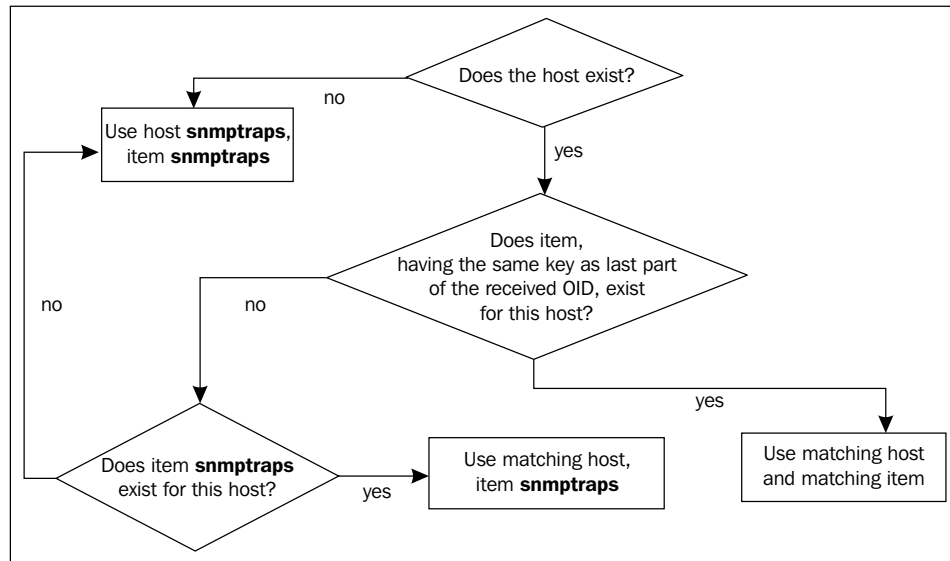 Does the host exist?
no
Use host snmptraps,
item snmptraps
yes
Does item,
having the same key as last part
of the received OID, exist
for this host?
no
no
yes
Does item snmptraps
exist for this host?
yes
Use matching host,
item snmptraps
Use matching host
and matching item